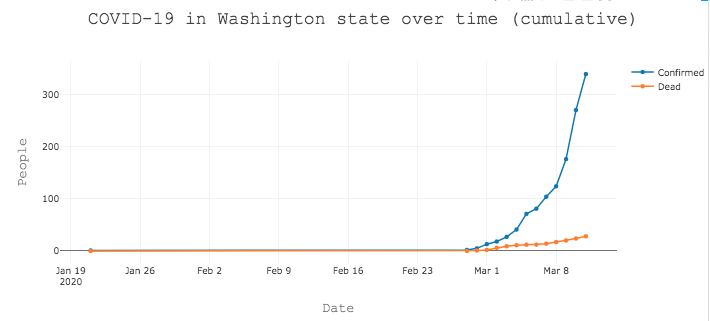 COVID-19 in Washington state over time (cumulative)
Confirmed
Dead
300
200
100
0
People
Jan 19
2020
Jan 26
Feb 2
Feb 9
Feb 16
Feb 23
Mar 1
Mar 8
Date